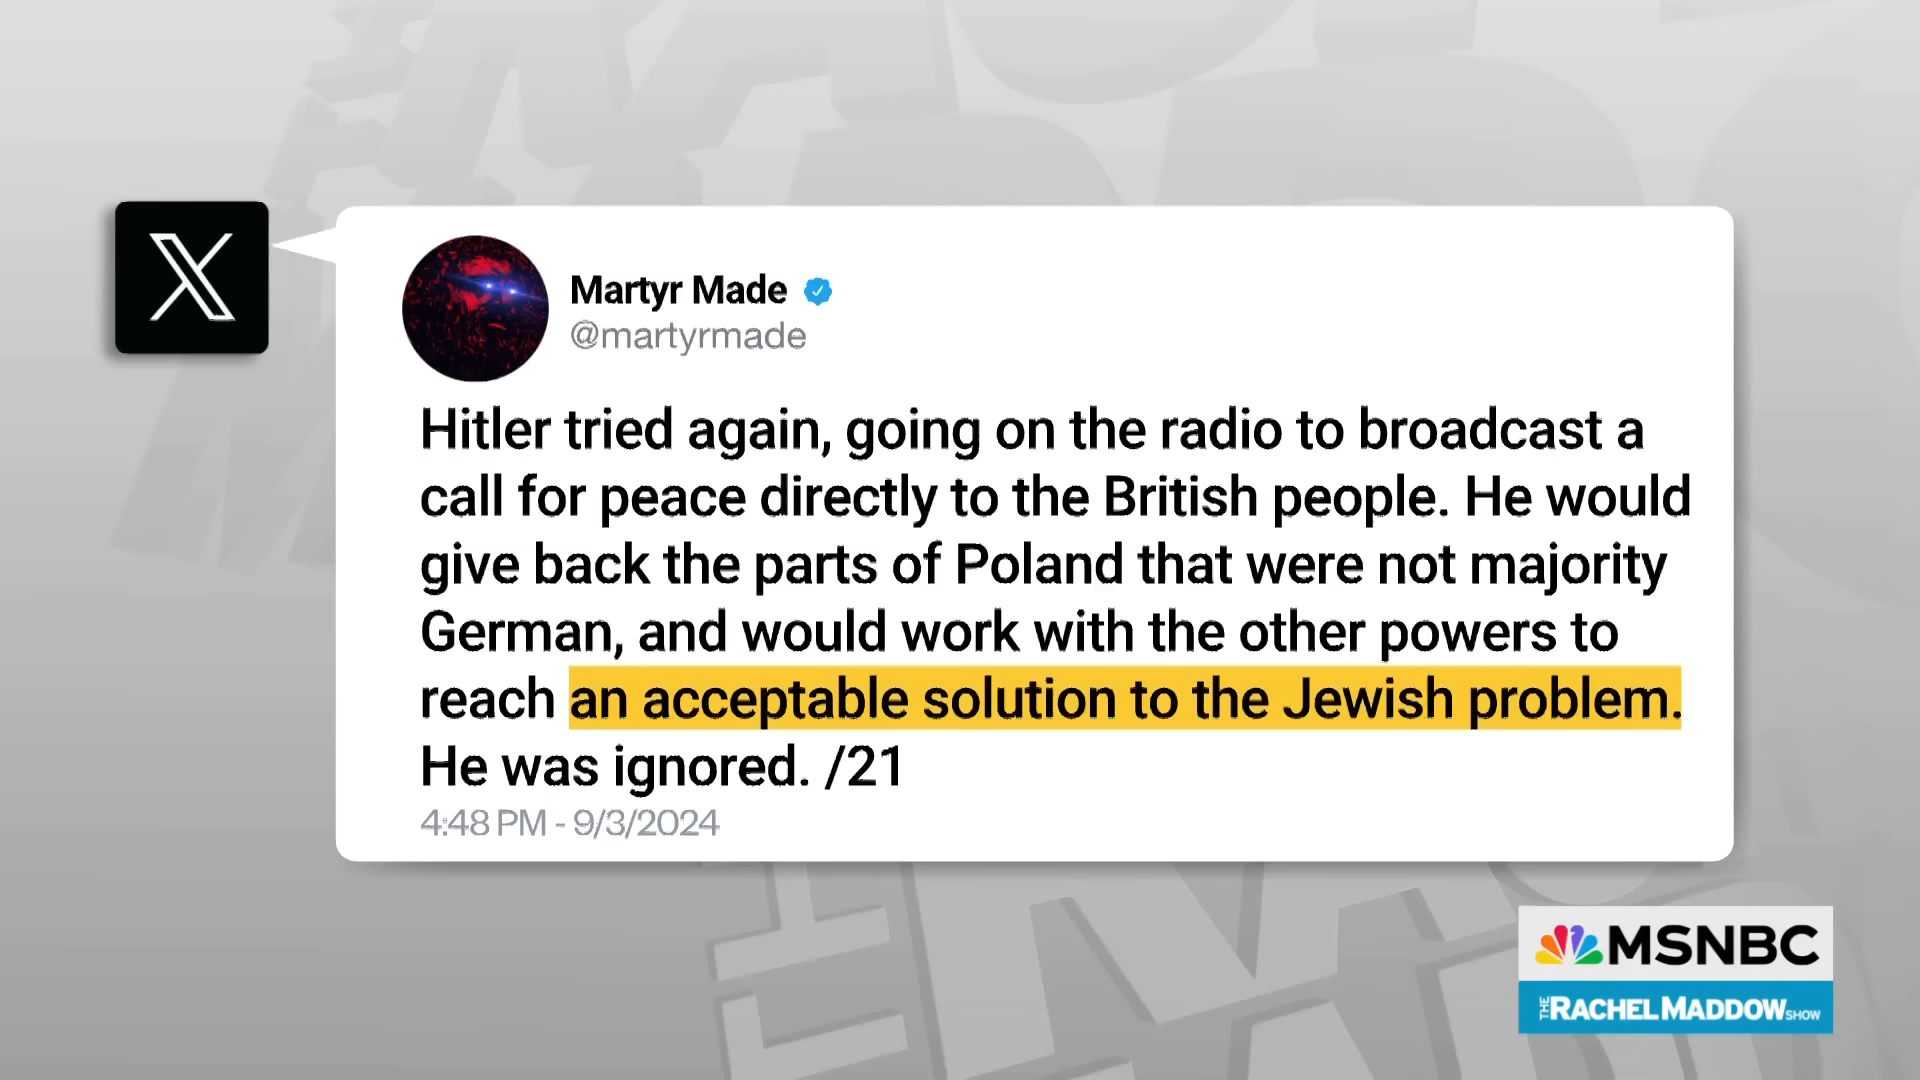 X
Martyr Made
@martyrmade
Hitler tried again, going on the radio to broadcast a
call for peace directly to the British people. He would
give back the parts of Poland that were not majority
German, and would work with the other powers to
reach an acceptable solution to the Jewish problem.
He was ignored. /21
4:48 PM - 9/3/2024
MSNBC
THE RACHEL MADDOW SHOW